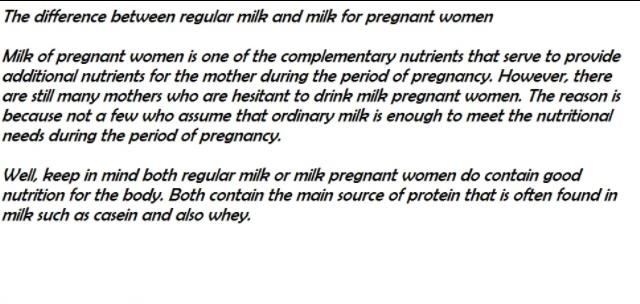 The difference between regular milk and milk for pregnant women
Milk of pregnant women is one of the complementary nutrients that serve to provide
additional nutrients for the mother during the period of pregnancy. However, there
are still many mothers who are hesitant to drink milk pregnant women. The reason is
because not a few who assume that ordinary milk is enough to meet the nutritional
needs during the period of pregnancy.
Well, keep in mind both regular milk or milk pregnant women do contain good
nutrition for the body. Both contain the main source of protein that is often found in
milk such as casein and also whey.